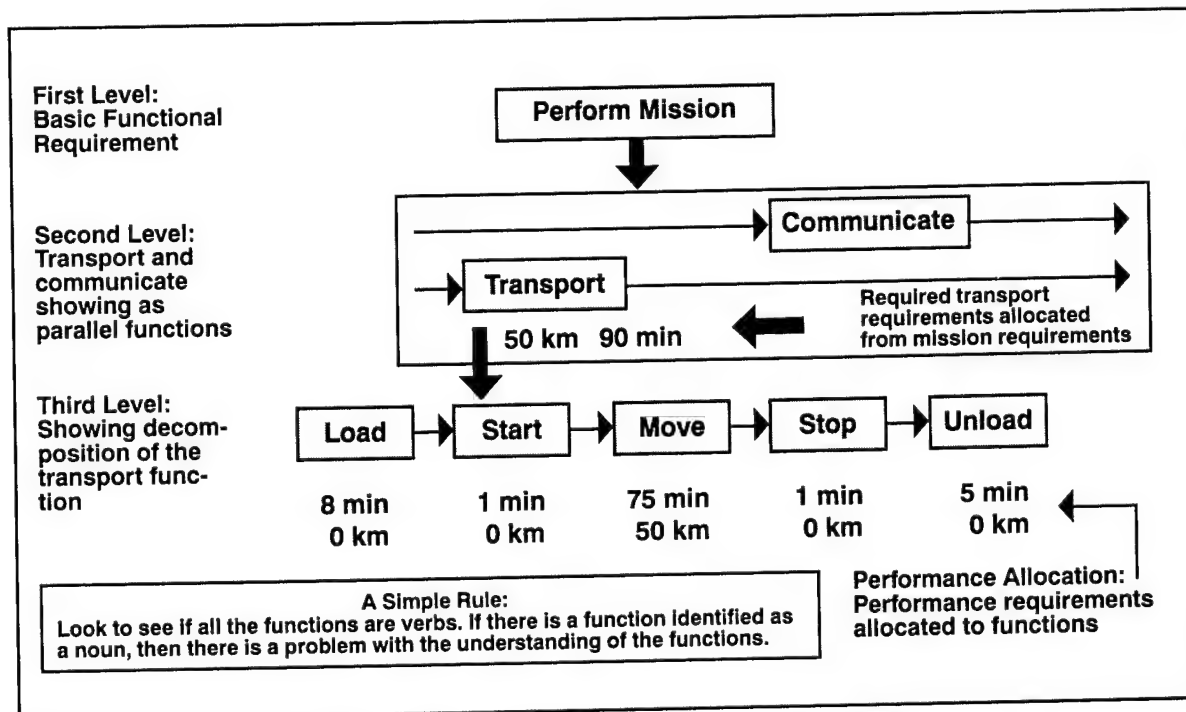 First Level:
Basic Functional
Requirement
Perform Mission
Second Level:
Transport and
communicate
showing as
parallel functions
Communicate
Transport
50 km 90 min
Required transport
requirements allocated
from mission requirements
Third Level:
Showing decom-
position of the
transport func-
tion
Load
Start
Move
Stop
Unload
8 min
0 km
1 min
0 km
75 min
50 km
1 min
0 km
5 min
0 km
Performance Allocation:
Performance requirements
allocated to functions
A Simple Rule:
Look to see if all the functions are verbs. If there is a function identified as
a noun, then there is a problem with the understanding of the functions.